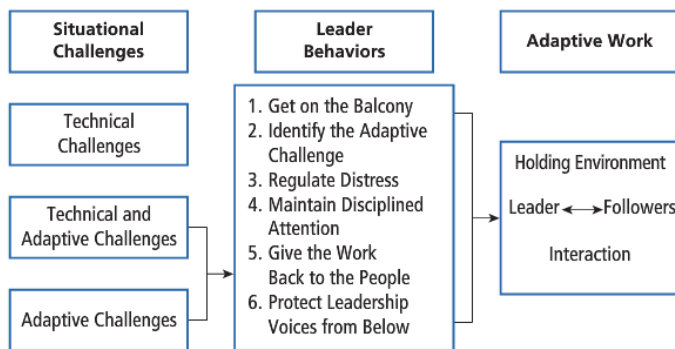 Situational
Challenges
Leader
Behaviors
Adaptive Work
Technical
Challenges
Technical and
Adaptive Challenges
Adaptive Challenges
1. Get on the Balcony
2. Identify the Adaptive
Challenge
3. Regulate Distress
4. Maintain Disciplined
Attention
5. Give the Work
Back to the People
6. Protect Leadership
Voices from Below
Holding Environment
Leader Followers
Interaction